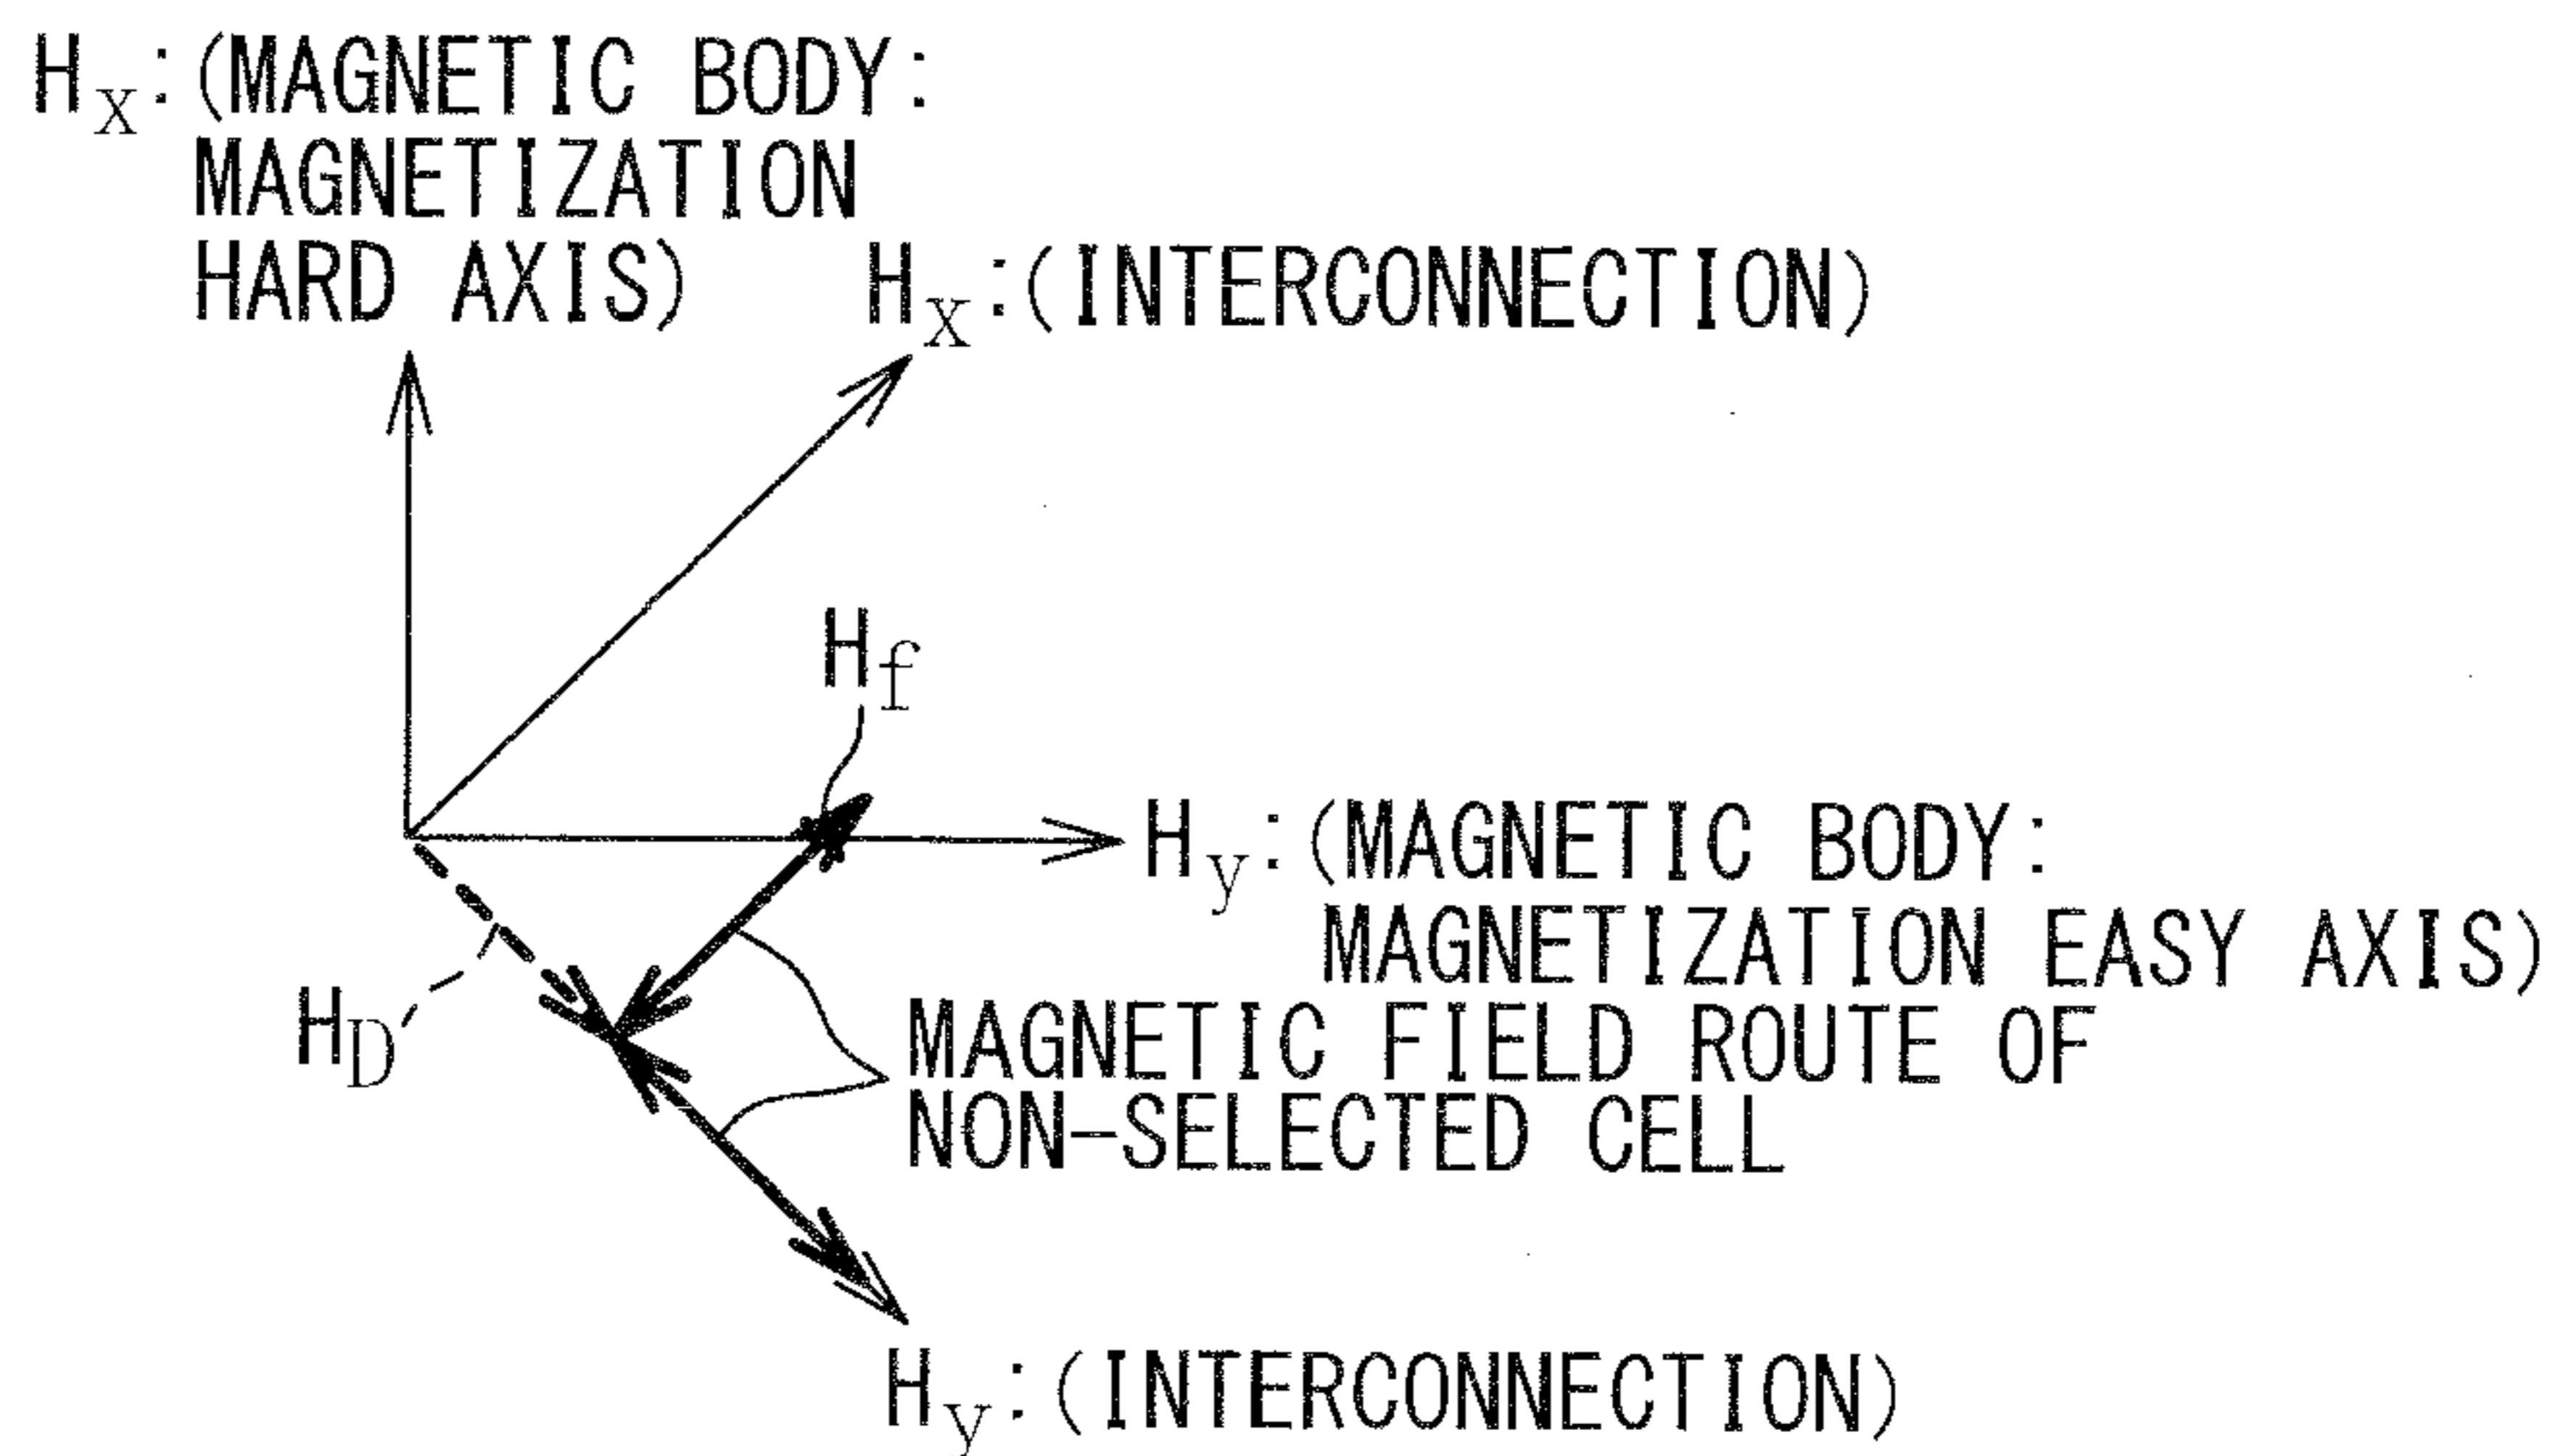 Hx:(MAGNETIC BODY:
MAGNETIZATION
HARD AXIS)
Hx:(INTERCONNECTION)
Hf
Hy:(MAGNETIC BODY:
MAGNETIZATION EASY AXIS)
HD
MAGNETIC FIELD ROUTE OF
NON-SELECTED CELL
Hy:(INTERCONNECTION)